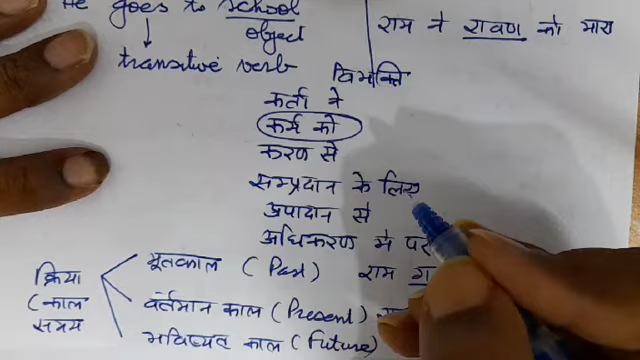 He goes to school
object
transitive verb
राम ने रावण को मारा
विभक्ति
कर्ता ने
कर्म को
करण से
सम्प्रदान के लिए
अपादान से
अधिकरण में पर
क्रिया
(काल
समय
भूतकाल (Past) राम
वर्तमान काल (Present)
भविष्यत काल (Future)